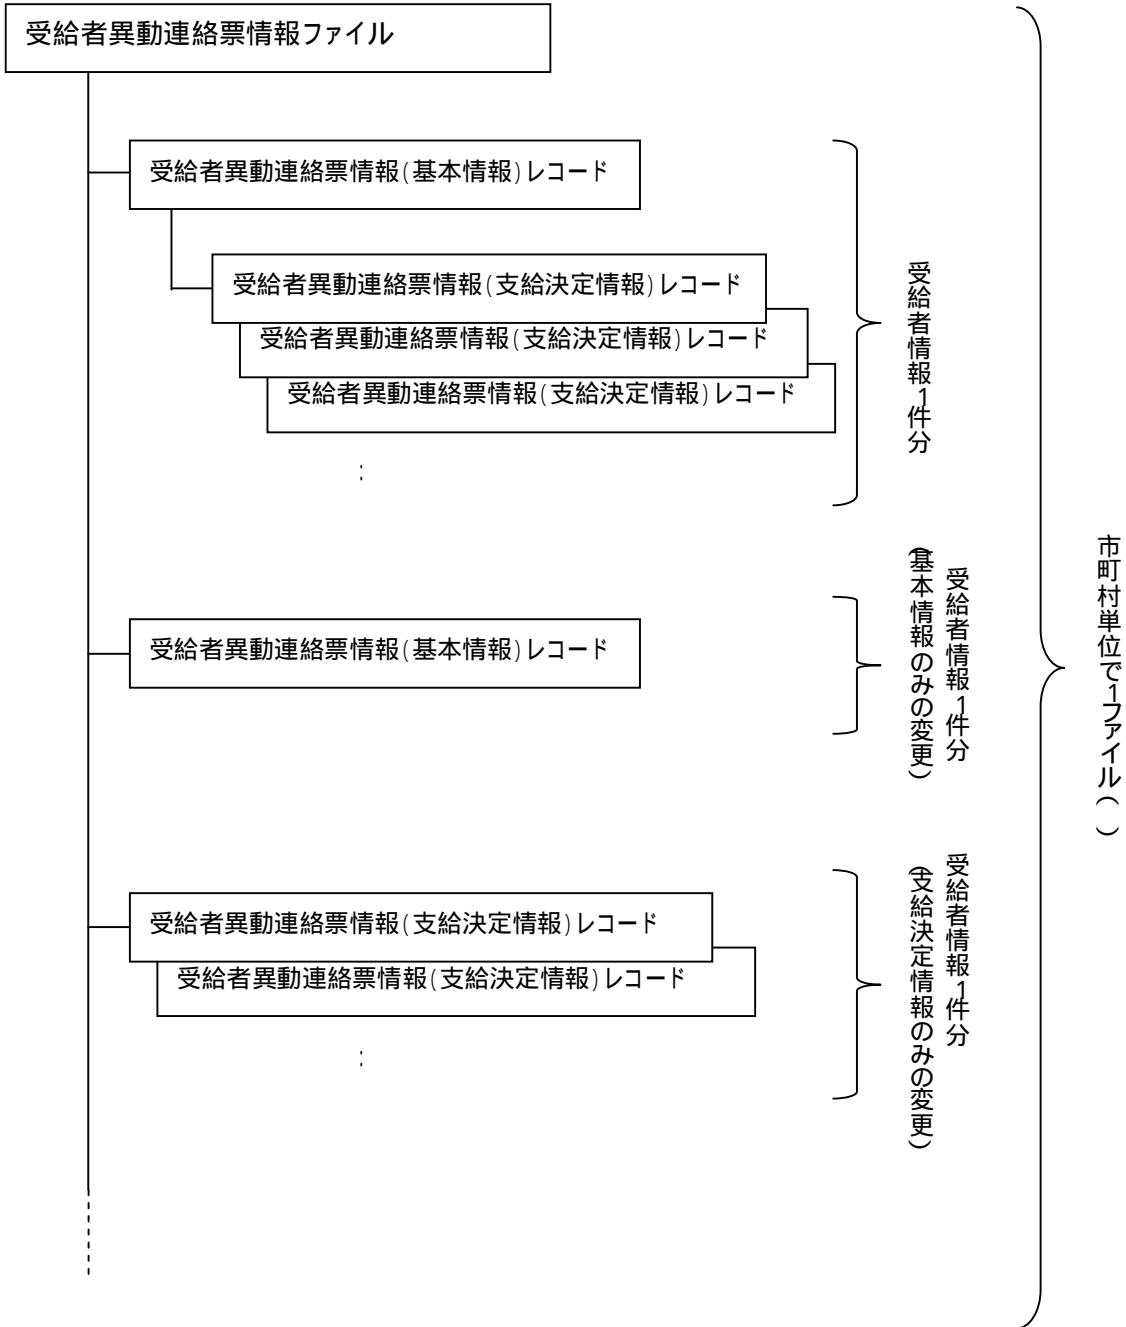 受給者異動連絡票情報ファイル
受給者異動連絡票情報(基本情報)レコード
受給者異動連絡票情報(支給決定情報)レコード
受給者異動連絡票情報(支給決定情報)レコード
受給者異動連絡票情報(支給決定情報)レコード
:
受給者情報1件分
受給者異動連絡票情報(基本情報)レコード
受給者情報1件分
(基本情報のみの変更)
受給者異動連絡票情報(支給決定情報)レコード
受給者異動連絡票情報(支給決定情報)レコード
:
受給者情報1件分
(支給決定情報のみの変更)
市町村単位で1ファイル( )